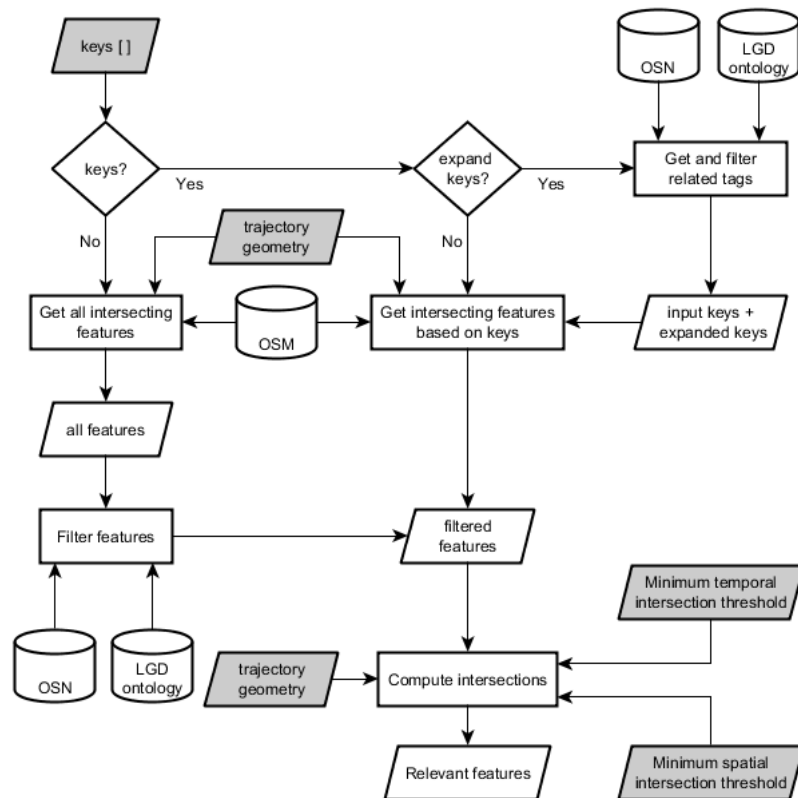 keys [ ]
OSN
LGD
ontology
keys?
Yes
expand
keys?
Yes
Get and filter
related tags
No
trajectory
geometry
No
Get all intersecting
features
OSM
Get intersecting features
based on keys
input keys +
expanded keys
all features
Filter features
filtered
features
Minimum temporal
intersection threshold
OSN
LGD
ontology
trajectory
geometry
Compute intersections
Relevant features
Minimum spatial
intersection threshold